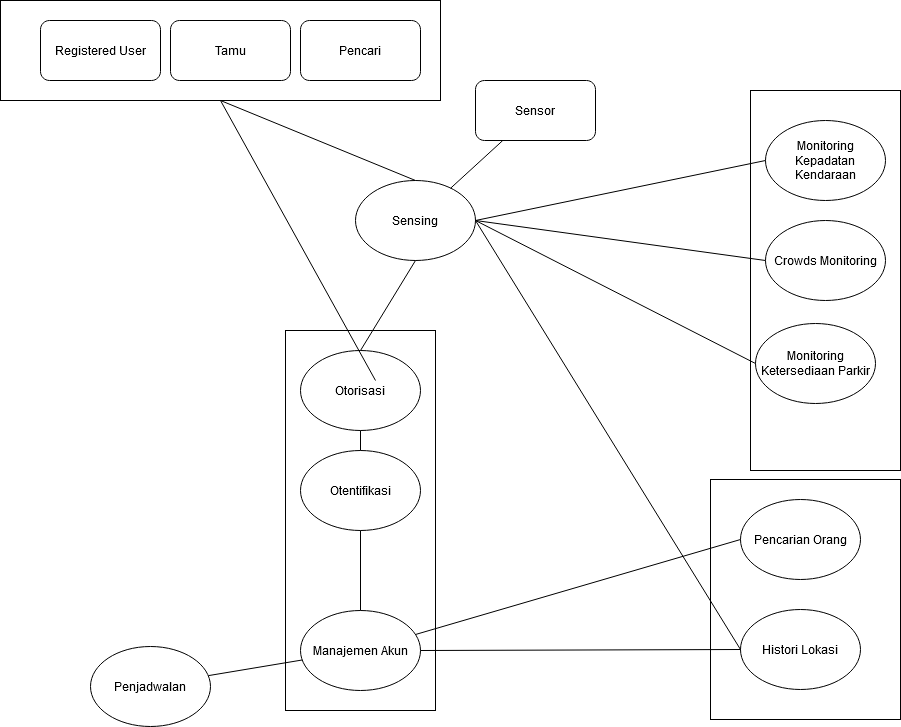 Registered User
Tamu
Pencari
Sensor
Monitoring
Kepadatan
Kendaraan
Sensing
Crowds Monitoring
Monitoring
Ketersediaan Parkir
Otorisasi
Otentifikasi
Pencarian Orang
Manajemen Akun
Histori Lokasi
Penjadwalan